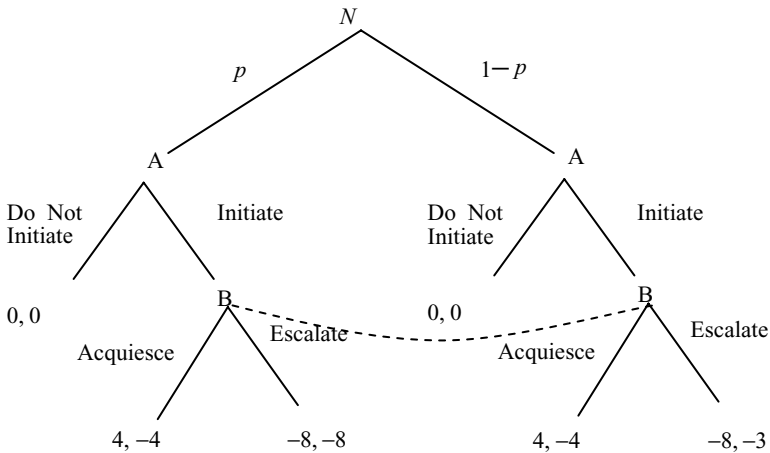 N
p
1−p
A
A
Do Not
Initiate
Initiate
Do Not
Initiate
Initiate
0, 0
B
0, 0
B
Acquiesce
Escalate
Acquiesce
Escalate
4, −4
−8, −8
4, −4
−8, −3